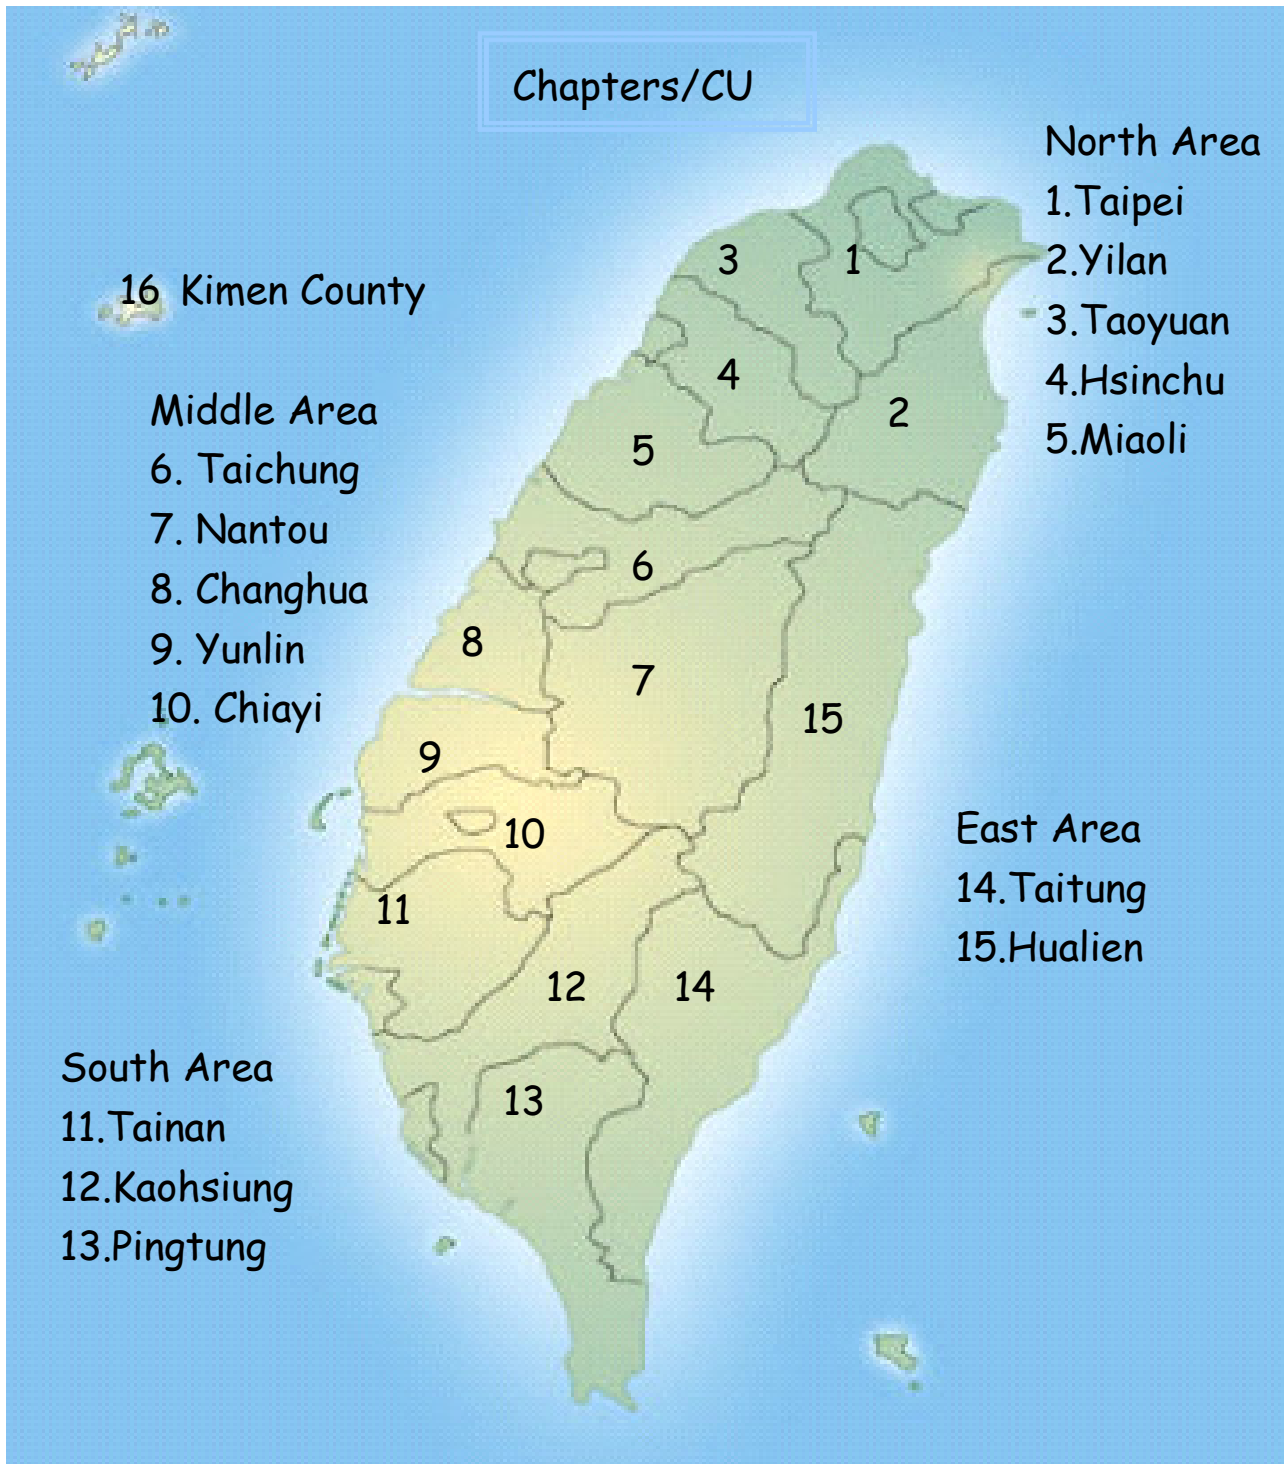 Chapters/CU
North Area
1.Taipei
2.Yilan
3.Taoyuan
4.Hsinchu
5.Miaoli
16 Kimen County
Middle Area
6. Taichung
7. Nantou
8. Changhua
9. Yunlin
10. Chiayi
East Area
14.Taitung
15.Hualien
South Area
11.Tainan
12.Kaohsiung
13.Pingtung
3
1
4
2
5
6
8
7
15
9
10
11
12
14
13